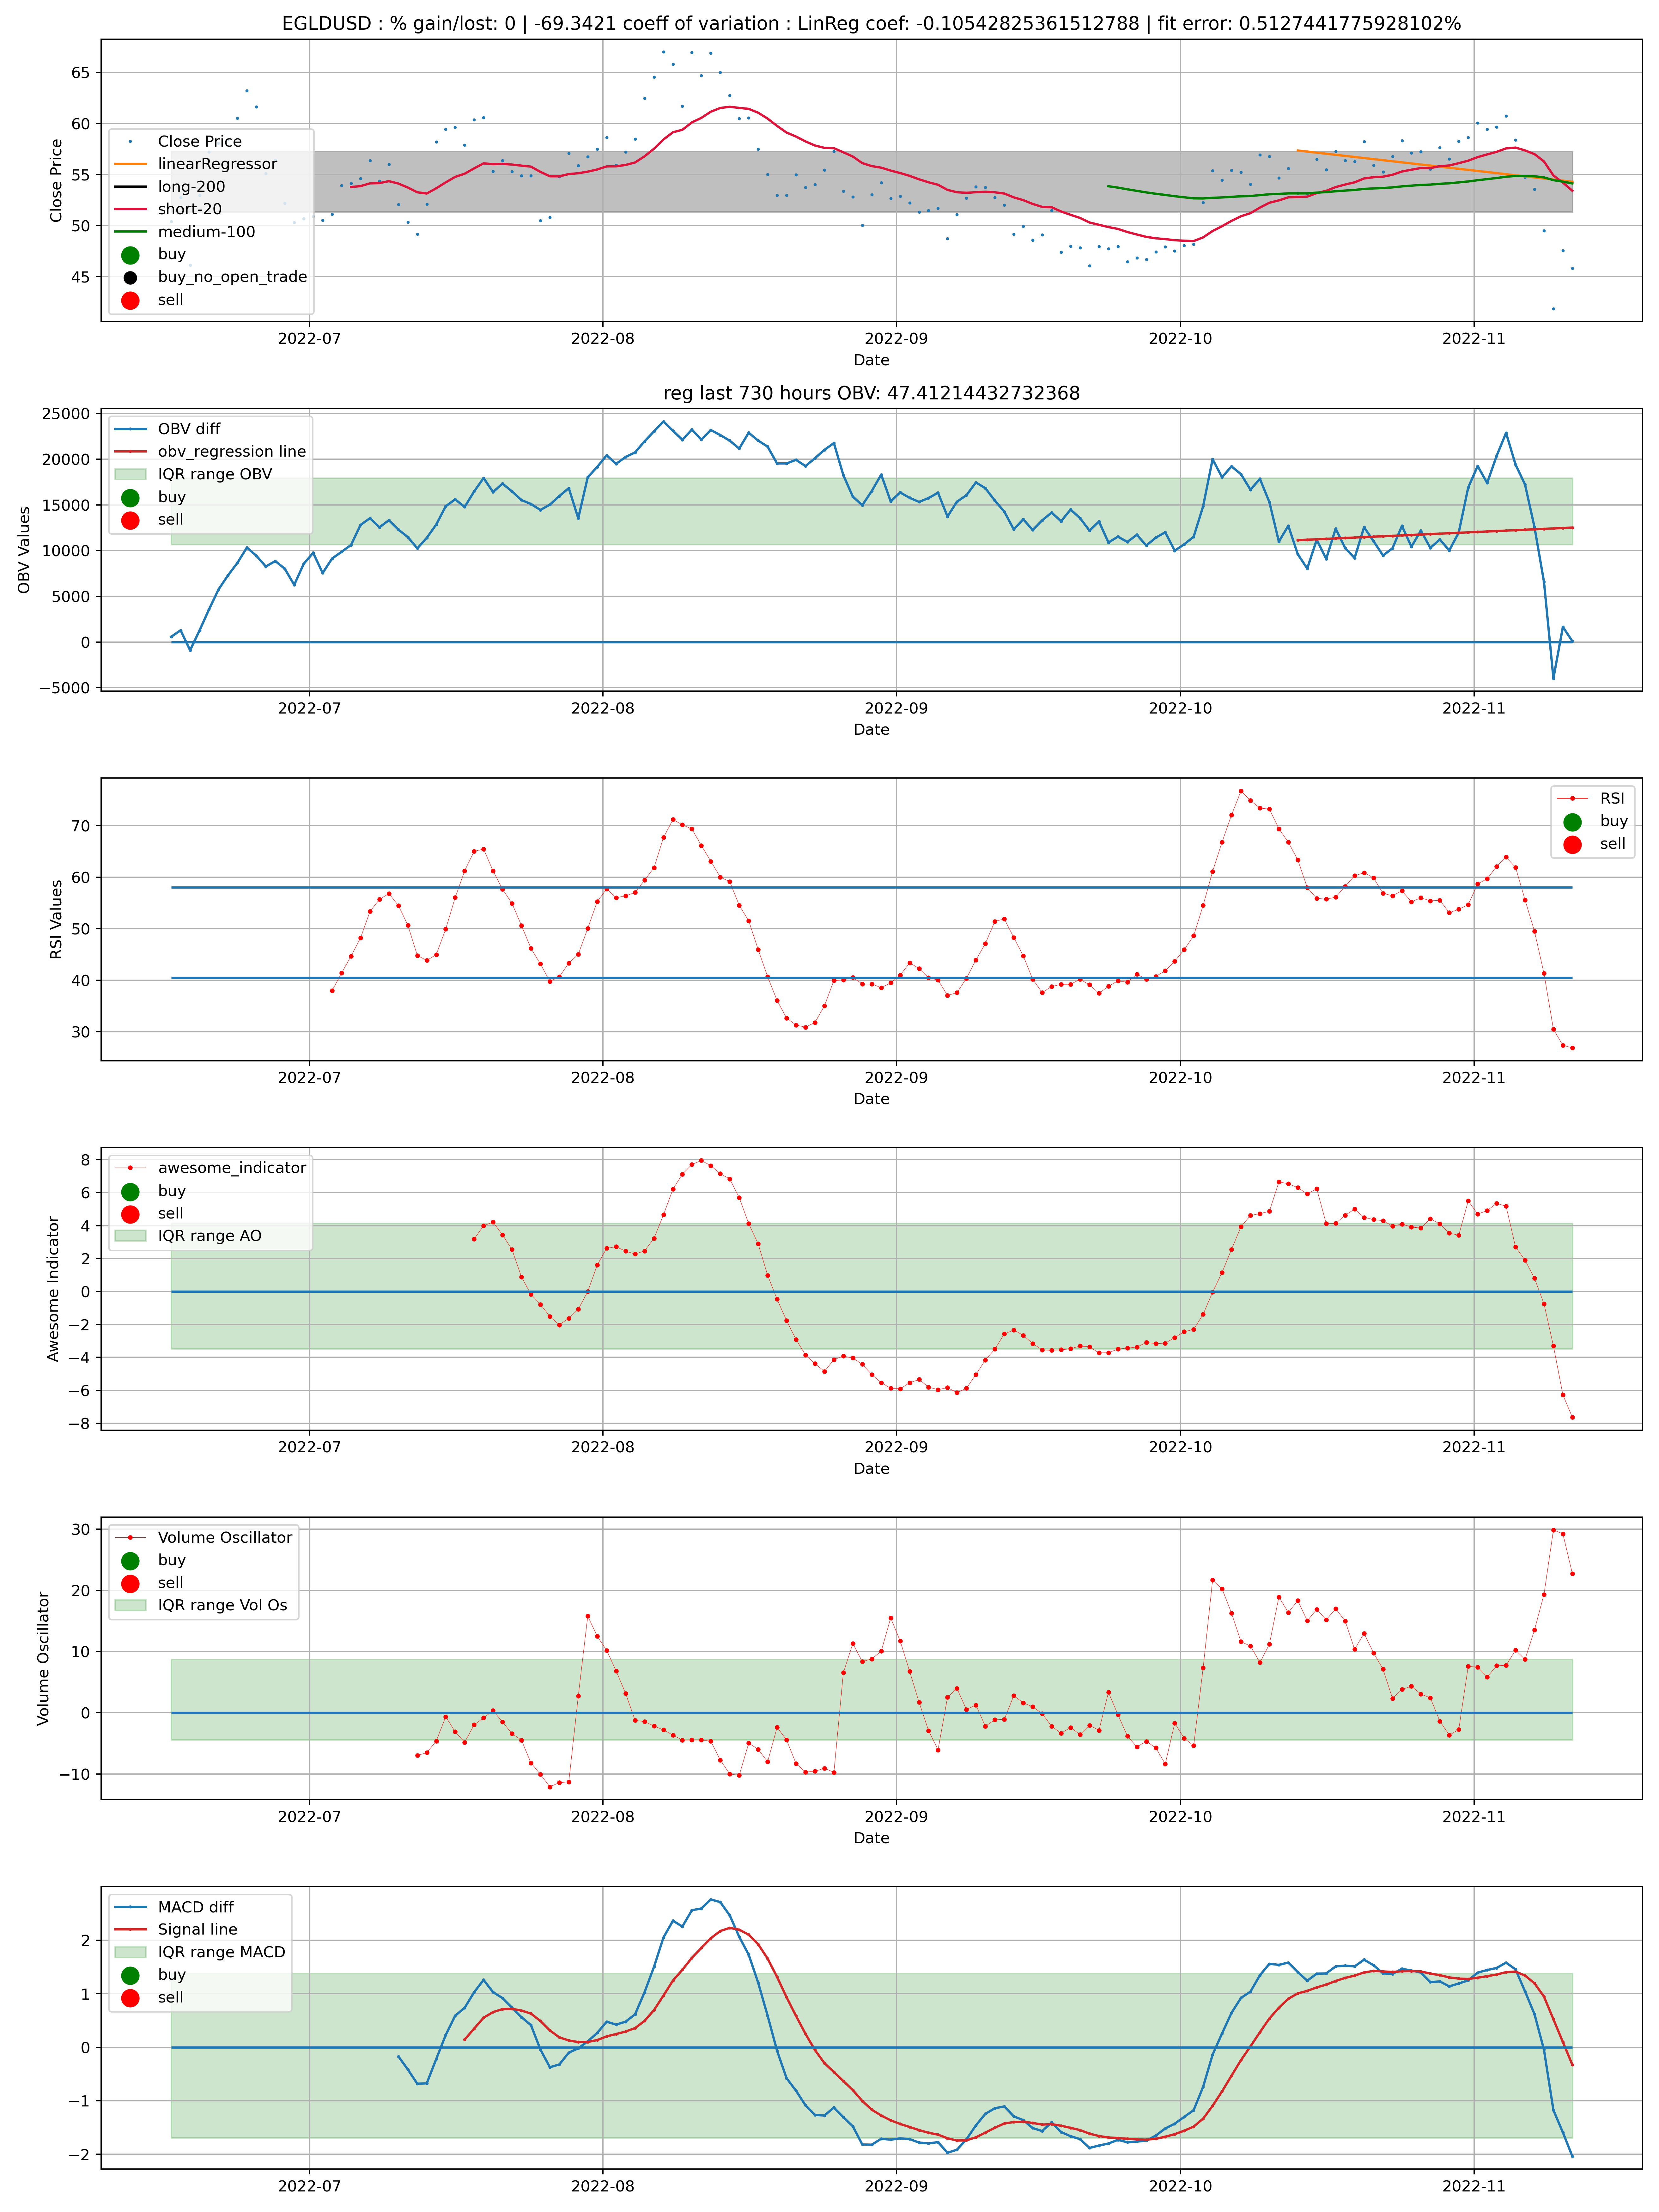 EGLDUSD : % gain/lost: 0 | -69.3421 coeff of variation : LinReg coef: -0.10542825361512788 | fit error: 0.5127441775928102%
Close Price
65
60
55
50
45
Close Price
linearRegressor
long-200
short-20
medium-100
buy
buy_no_open_trade
sell
2022-07
2022-08
2022-09
2022-10
2022-11
Date
reg last 730 hours OBV: 47.41214432732368
OBV Values
25000
20000
15000
10000
5000
0
−5000
OBV diff
obv_regression line
IQR range OBV
buy
sell
2022-07
2022-08
2022-09
2022-10
2022-11
Date
RSI Values
70
60
50
40
30
RSI
buy
sell
2022-07
2022-08
2022-09
2022-10
2022-11
Date
Awesome Indicator
8
6
4
2
0
−2
−4
−6
−8
awesome_indicator
buy
sell
IQR range AO
2022-07
2022-08
2022-09
2022-10
2022-11
Date
Volume Oscillator
30
20
10
0
−10
Volume Oscillator
buy
sell
IQR range Vol Os
2022-07
2022-08
2022-09
2022-10
2022-11
Date
2
1
0
−1
−2
MACD diff
Signal line
IQR range MACD
buy
sell
2022-07
2022-08
2022-09
2022-10
2022-11